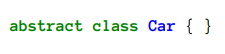 abstract class Car { }